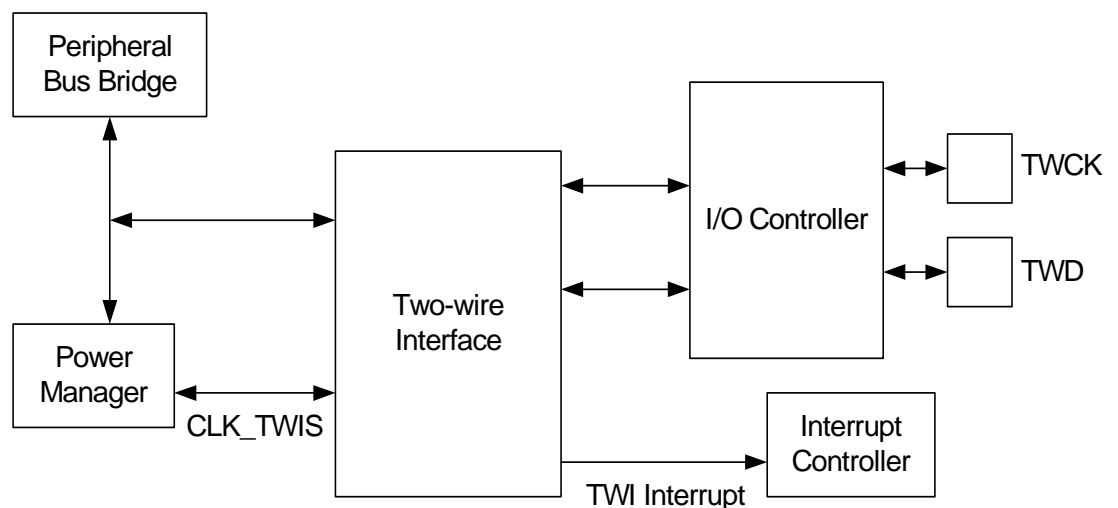 Peripheral
Bus Bridge
TWCK
I/O Controller
TWD
Two-wire
Interface
Power
Manager
CLK_TWIS
Interrupt
Controller
TWI Interrupt